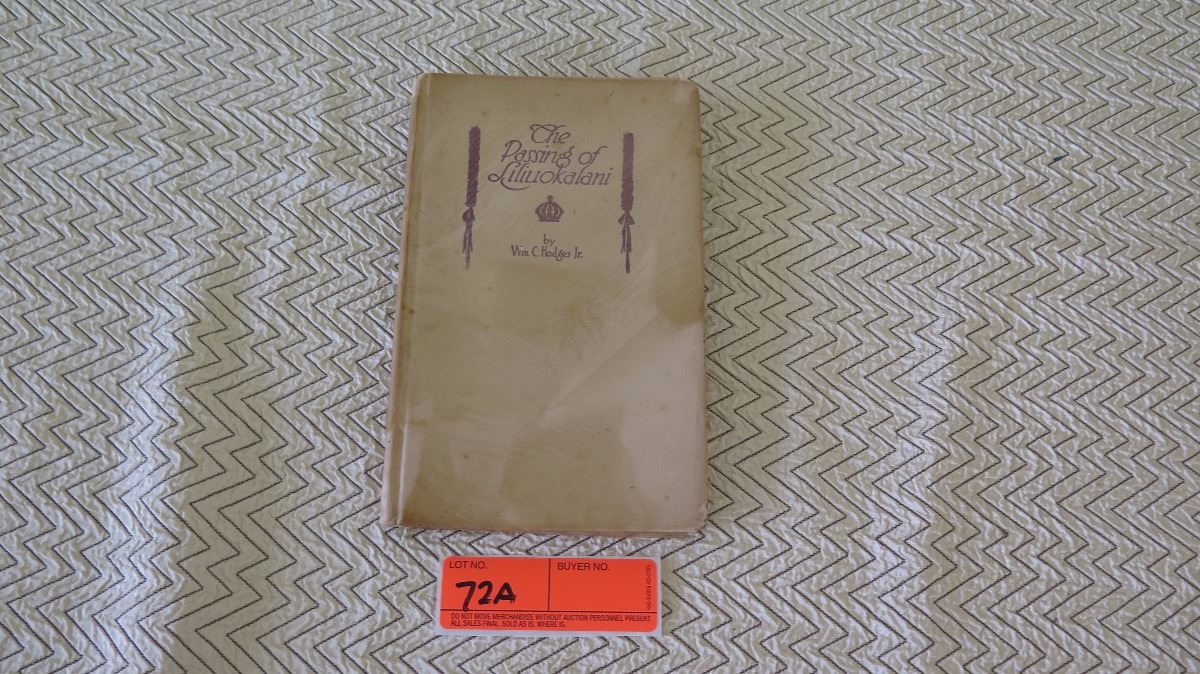 The
Passing of
Liliuokalani
by
Wm. C Hodges Jr.
LOT NO.
72A
BUYER NO.
DO NOT MOVE MERCHANDISE WITHOUT AUCTION PERSONNEL PRESENT
ALL SALES FINAL. SOLD AS IS. WHERE IS.